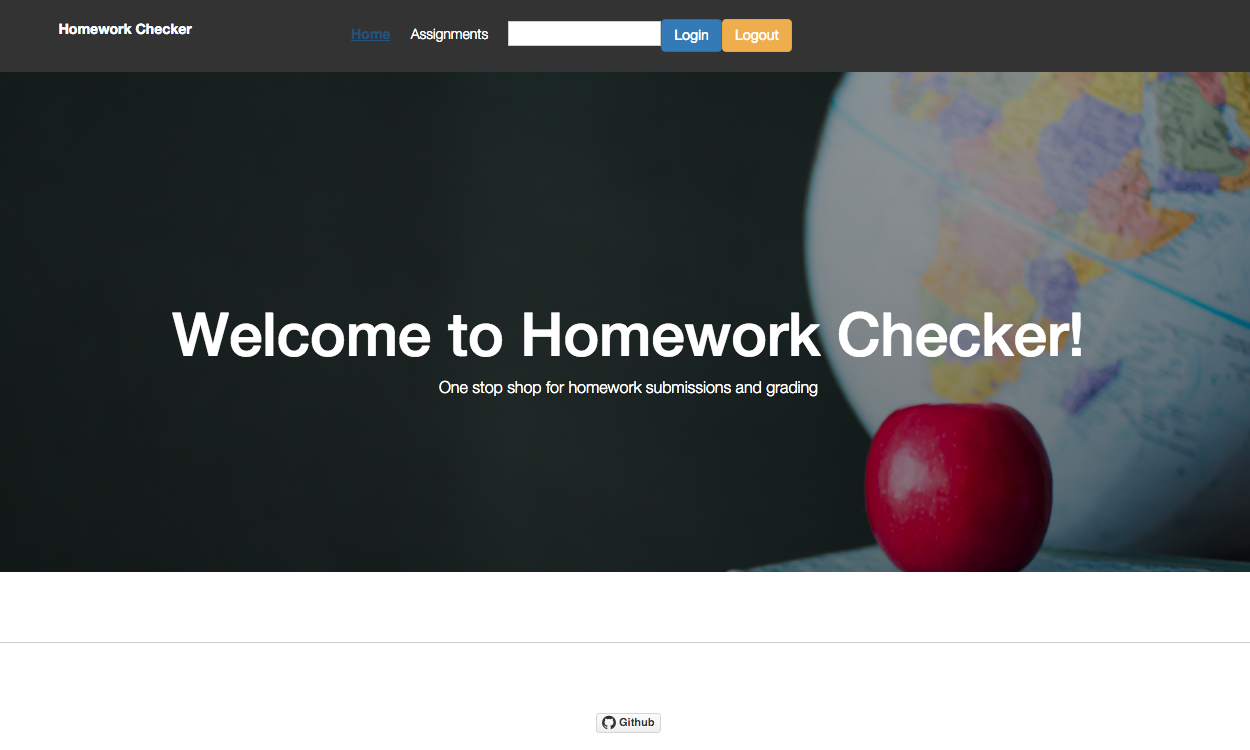 Homework Checker
Home Assignments Login Logout
Welcome to Homework Checker!
One stop shop for homework submissions and grading
Github